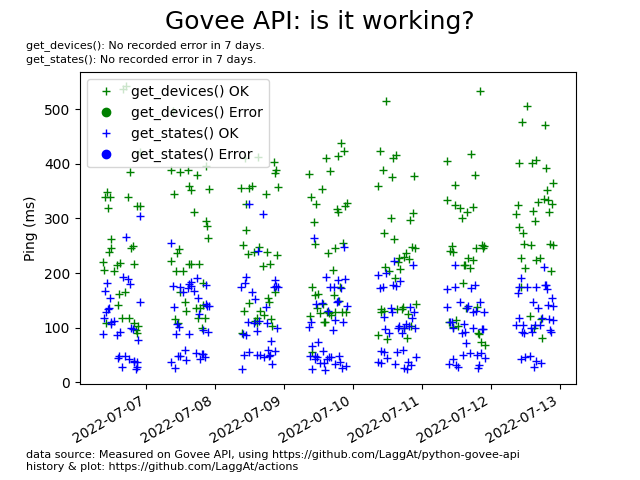 Govee API: is it working?
get_devices(): No recorded error in 7 days.
get_states(): No recorded error in 7 days.
get_devices() OK
get_devices() Error
get_states() OK
get_states() Error
Ping (ms)
500
400
300
200
100
0
2022-07-07
2022-07-08
2022-07-09
2022-07-10
2022-07-11
2022-07-12
2022-07-13
data source: Measured on Govee API, using https://github.com/LaggAt/python-govee-api
history & plot: https://github.com/LaggAt/actions